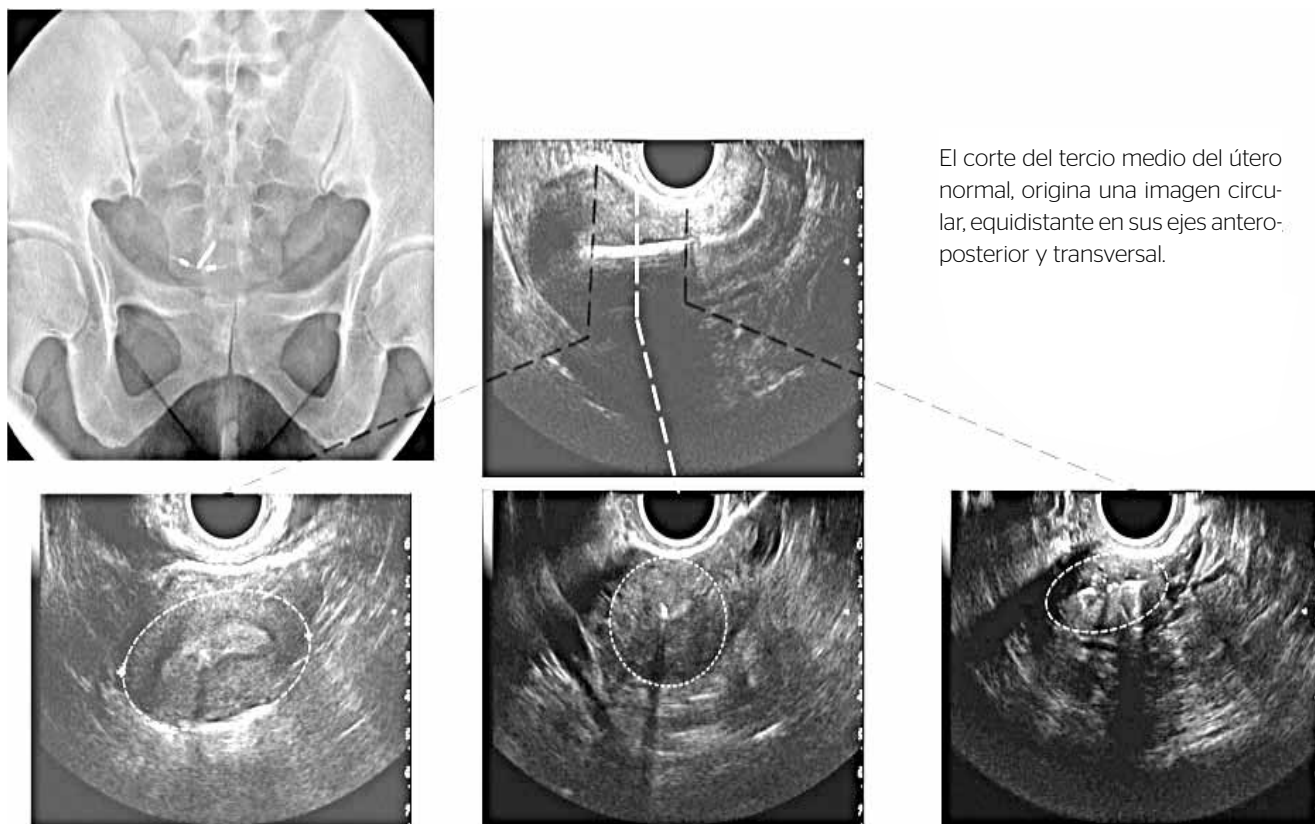 El corte del tercio medio del útero
normal, origina una imagen circu-
lar, equidistante en sus ejes antero-
posterior y transversal.